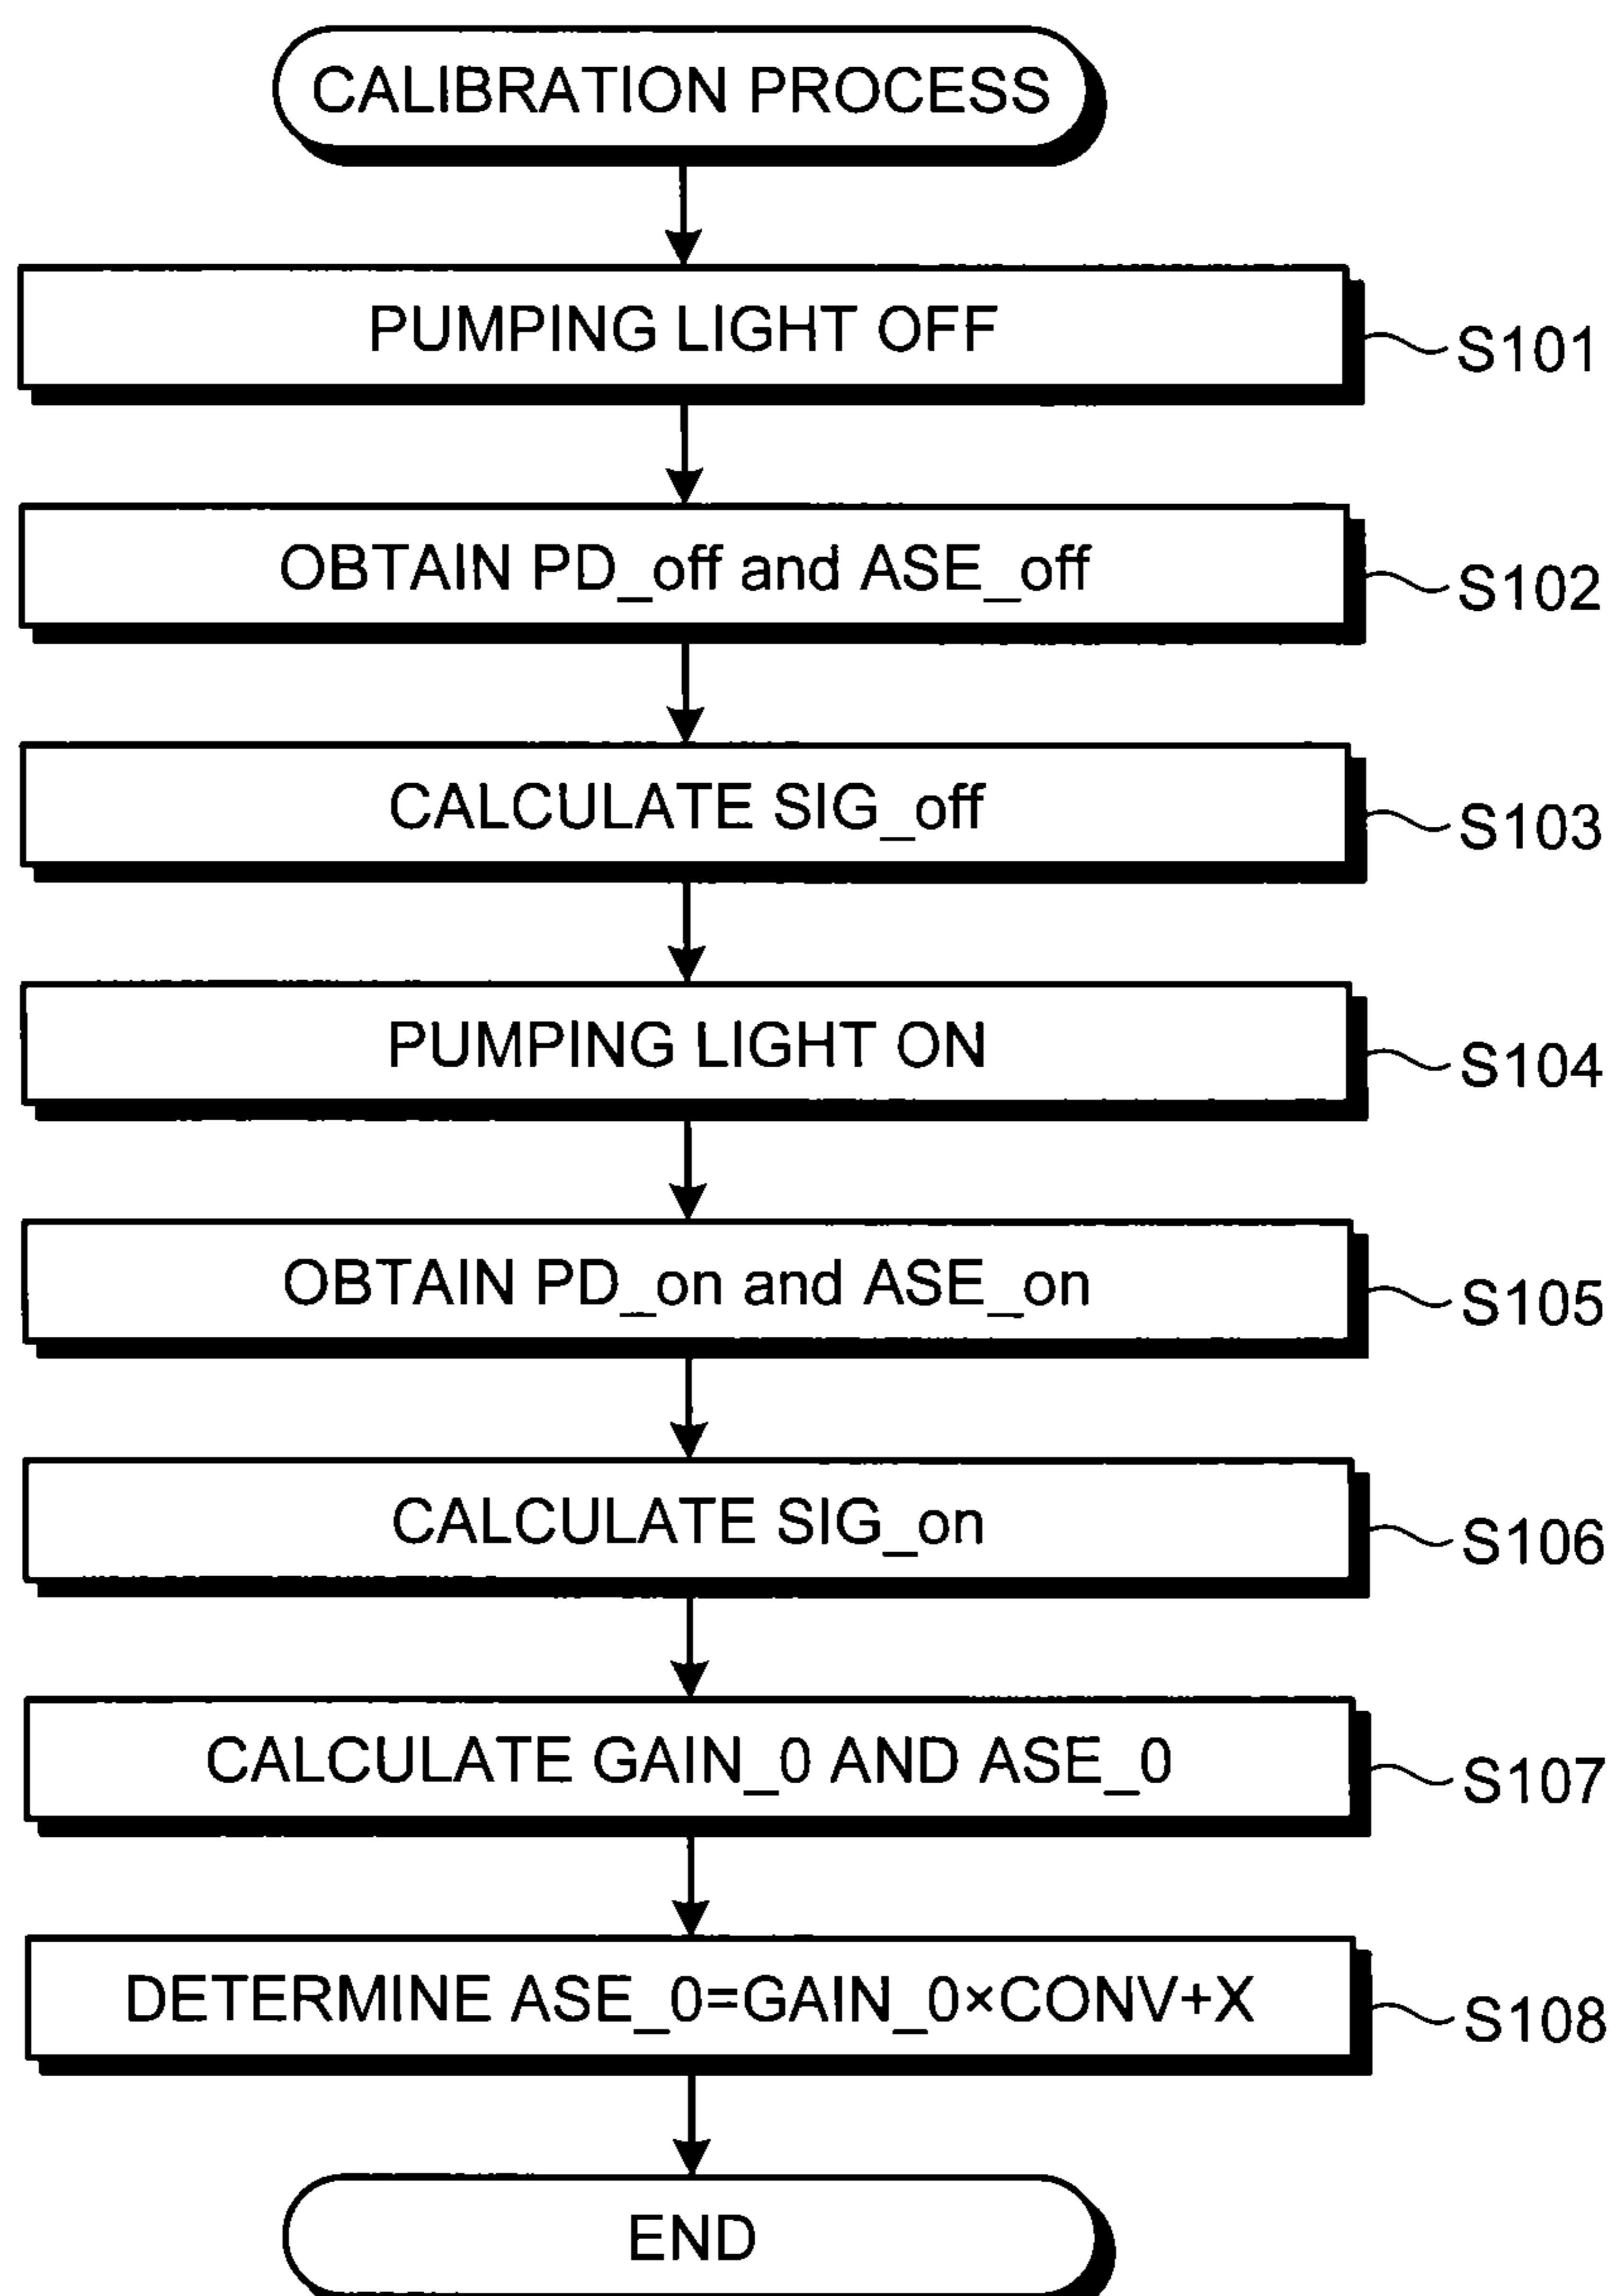 CALIBRATION PROCESS
PUMPING LIGHT OFF
S101
OBTAIN PD_off and ASE_off
S102
CALCULATE SIG_off
S103
PUMPING LIGHT ON
S104
OBTAIN PD_on and ASE_on
S105
CALCULATE SIG_on
S106
CALCULATE GAIN_0 AND ASE_0
S107
DETERMINE ASE_0=GAIN_0×CONV+X
S108
END